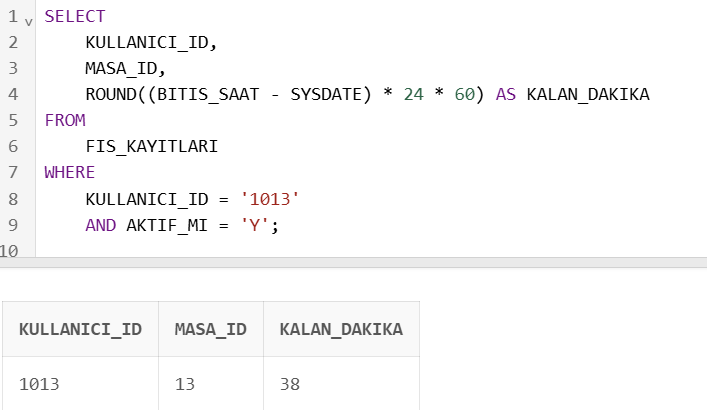 1 SELECT
2 KULLANICI_ID,
3 MASA_ID,
4 ROUND((BITIS_SAAT - SYSDATE) * 24 * 60) AS KALAN_DAKIKA
5 FROM
6 FIS_KAYITLARI
7 WHERE
8 KULLANICI_ID = '1013'
9 AND AKTIF_MI = 'Y';
10
KULLANICI_ID MASA_ID KALAN_DAKIKA
1013 13 38